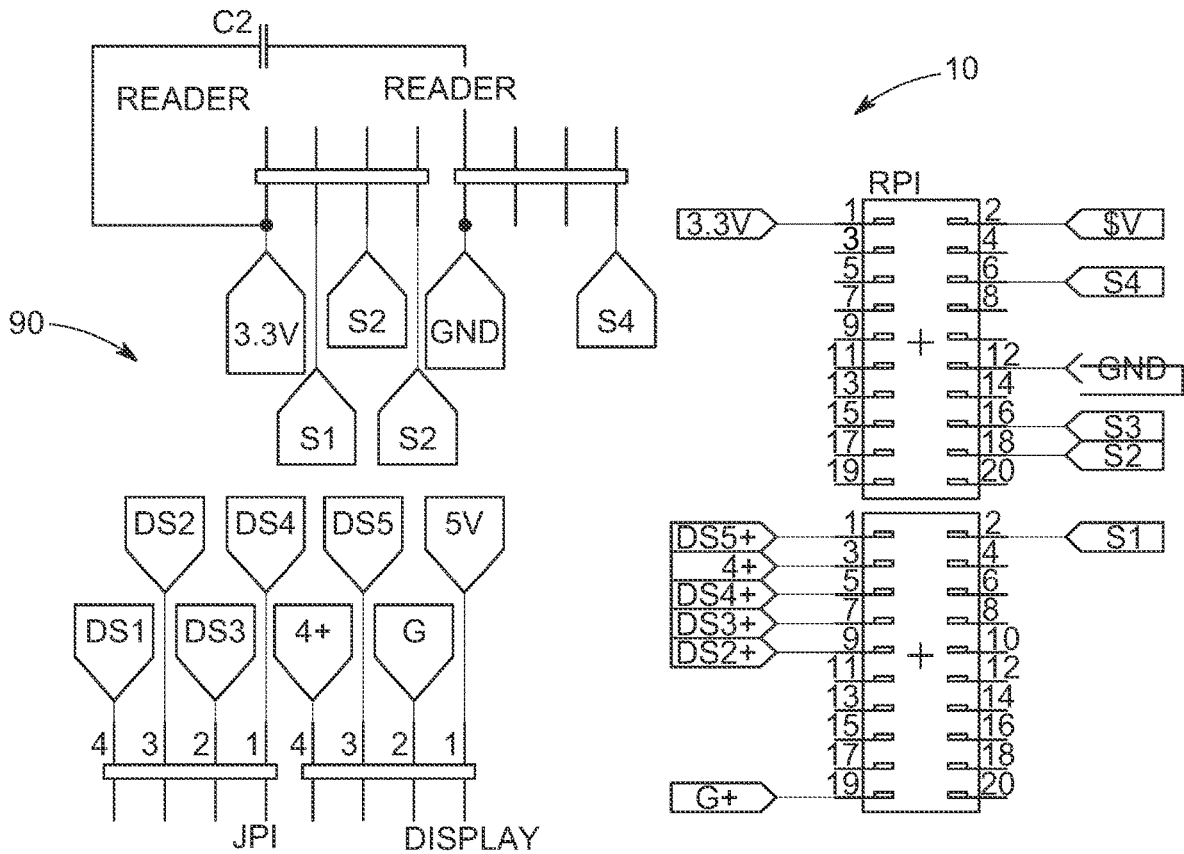 C2
READER READER
3.3V S2 GND S4
S1 S2
90
DS2 DS4 DS5 5V
DS1 DS3 4+ G
4 3 2 1 4 3 2 1
JPI DISPLAY
10
RPI
3.3V 1 2 $V
3 4
5 6 S4
7 8
9
11 12 GND
13 14
15 16 S3
17 18 S2
19 20
DS5+ 1 2 S1
4+ 3 4
DS4+ 5 6
DS3+ 7 8
DS2+ 9 10
11 12
13 14
15 16
17 18
G+ 19 20